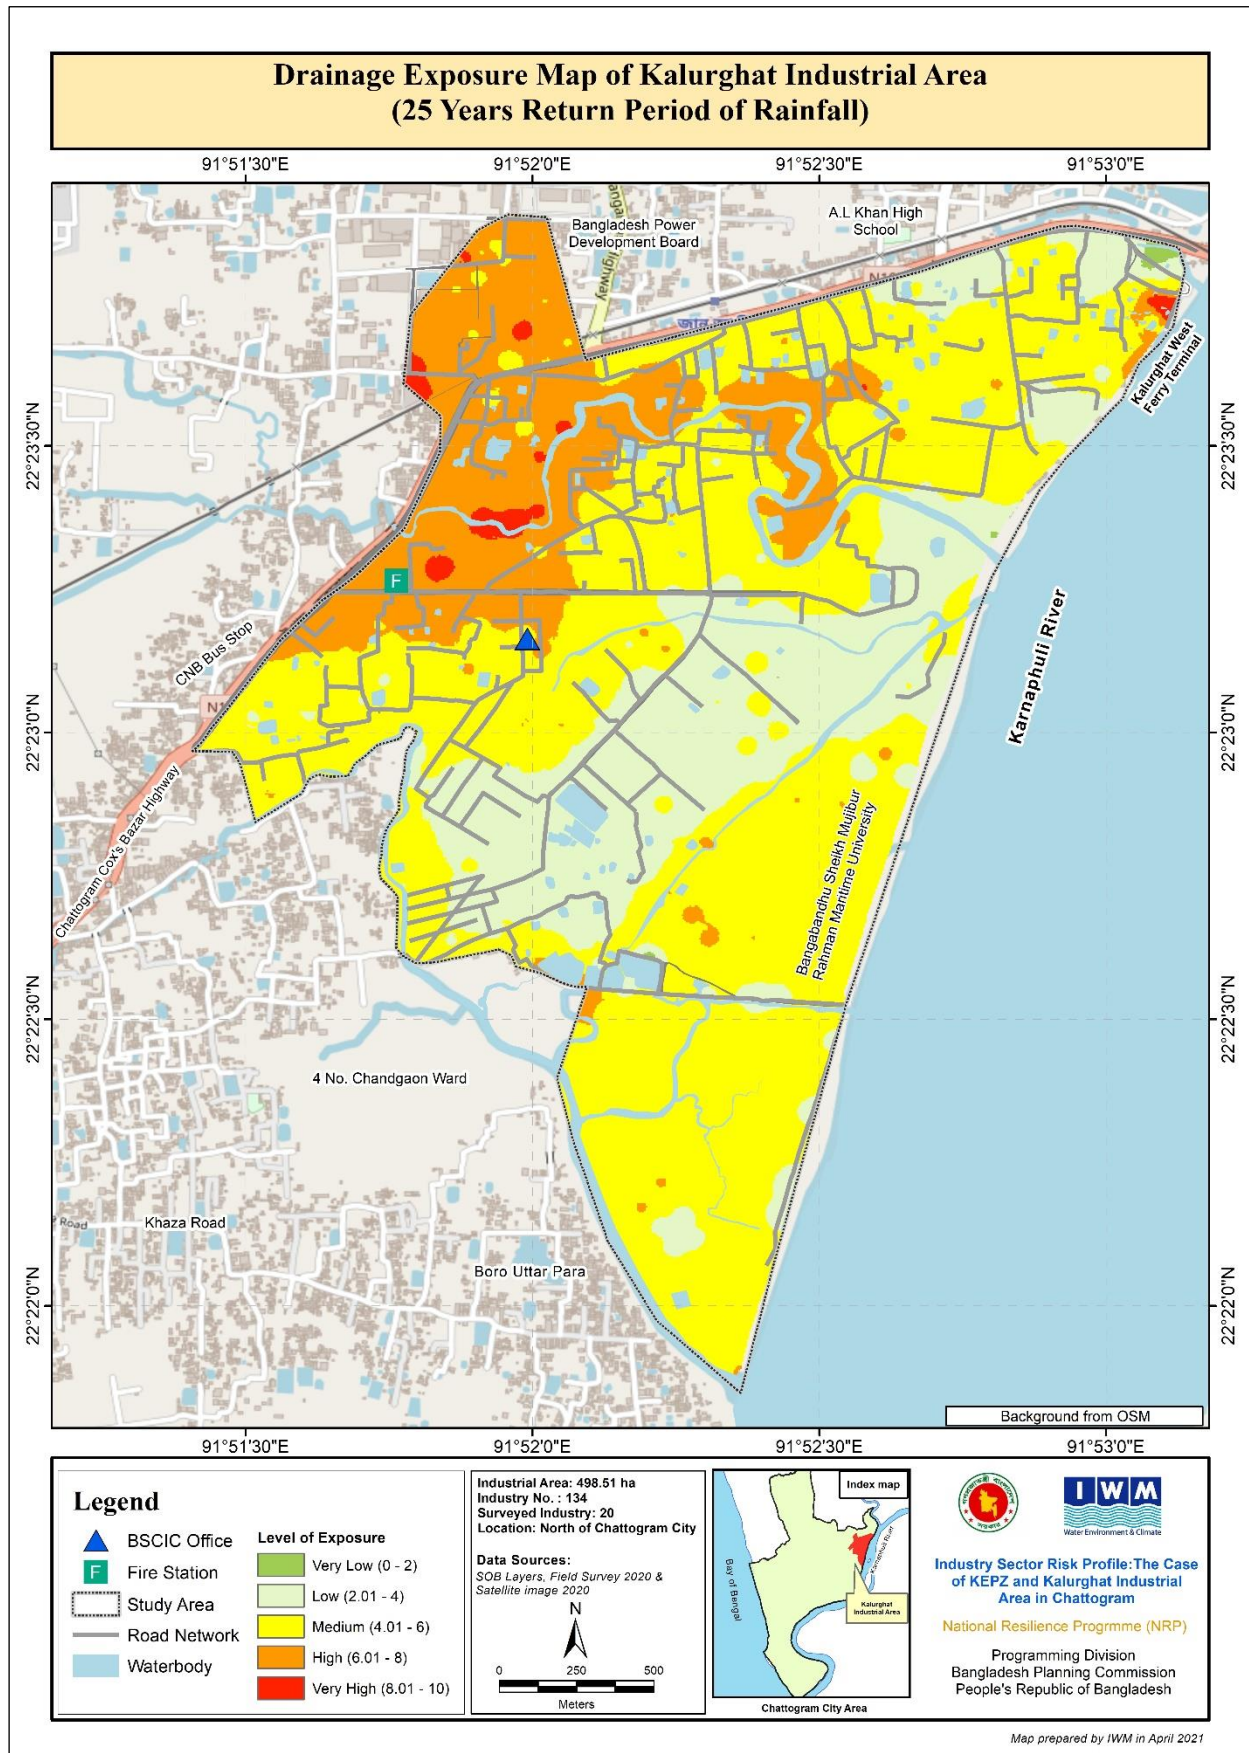 Drainage Exposure Map of Kalurghat Industrial Area
(25 Years Return Period of Rainfall)
91°51'30"E
91°52'0"E
91°52'30"E
91°53'0"E
Bangladesh Power
Development Board
A.L Khan High
School
Highway
Kalurghat West
Ferry Terminal
22°23'30"N
22°23'30"N
F
CNB Bus Stop
N1
Karnaphuli River
22°23'0"N
22°23'0"N
Chattogram Cox's Bazar Highway
Bangabandhu Sheikh Mujibur
Rahman Maritime University
22°22'30"N
22°22'30"N
4 No. Chandgaon Ward
Road
Khaza Road
Boro Uttar Para
22°22'0"N
22°22'0"N
Background from OSM
91°51'30"E
91°52'0"E
91°52'30"E
91°53'0"E
Legend
BSCIC Office
F
Fire Station
Study Area
Road Network
Waterbody
Level of Exposure
Very Low (0 - 2)
Low (2.01 - 4)
Medium (4.01 - 6)
High (6.01 - 8)
Very High (8.01 - 10)
Industrial Area: 498.51 ha
Industry No. : 134
Surveyed Industry: 20
Location: North of Chattogram City
Data Sources:
SOB Layers, Field Survey 2020 &
Satellite image 2020
N
0 250 500
Meters
Index map
Bay of Bengal
Karnaphuli River
Kalurghat
Industrial Area
Chattogram City Area
IWM
Water Environment & Climate
Industry Sector Risk Profile:The Case
of KEPZ and Kalurghat Industrial
Area in Chattogram
National Resilience Progrmme (NRP)
Programming Division
Bangladesh Planning Commission
People's Republic of Bangladesh
Map prepared by IWM in April 2021